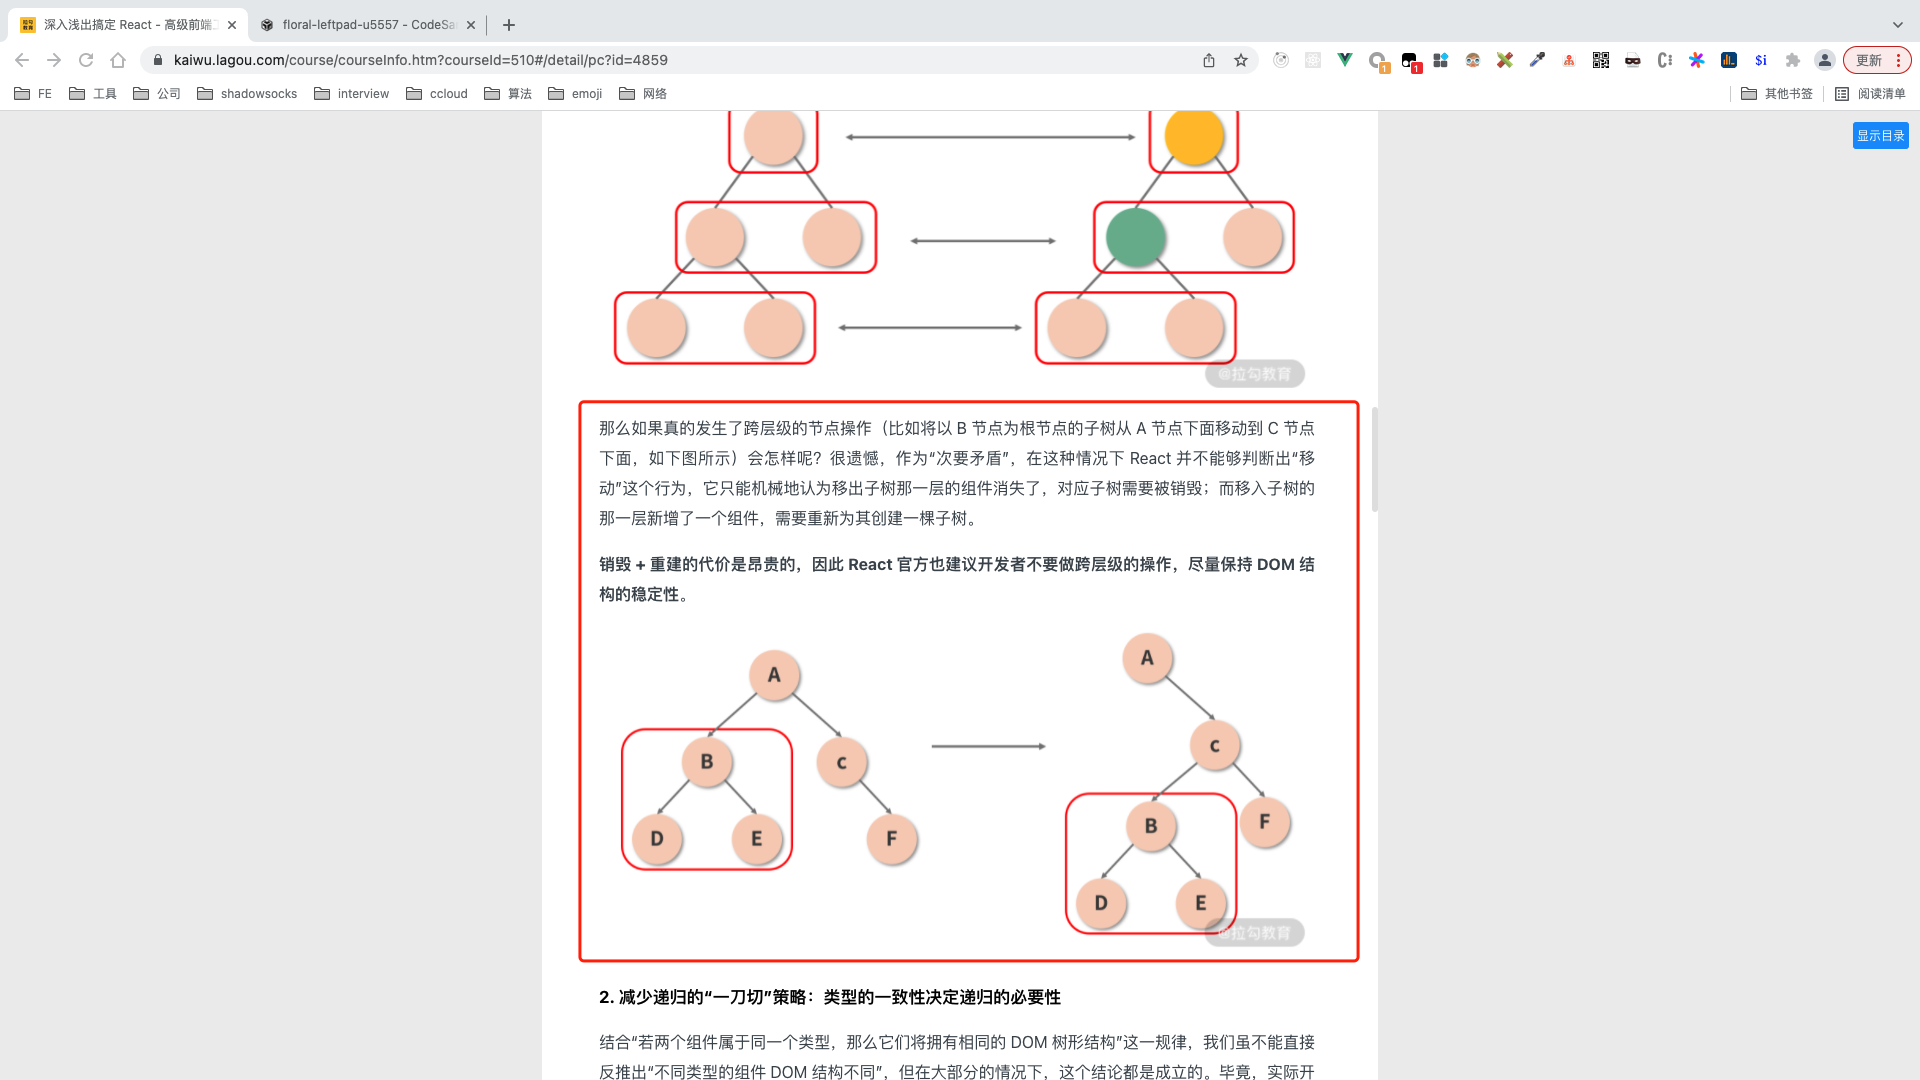 深入浅出搞定 React - 高级前端工
floral-leftpad-u5557 - CodeSa
kaiwu.lagou.com/course/courseInfo.htm?courseId=510#/detail/pc?id=4859
1
1
C:
$i
更新
FE
工具
公司
shadowsocks
interview
ccloud
算法
emoji
网络
其他书签
阅读清单
显示目录
@拉勾教育
那么如果真的发生了跨层级的节点操作（比如将以 B 节点为根节点的子树从 A 节点下面移动到 C 节点
下面，如下图所示）会怎样呢？很遗憾，作为“次要矛盾”，在这种情况下 React 并不能够判断出“移
动”这个行为，它只能机械地认为移出子树那一层的组件消失了，对应子树需要被销毁；而移入子树的
那一层新增了一个组件，需要重新为其创建一棵子树。
销毁 + 重建的代价是昂贵的，因此 React 官方也建议开发者不要做跨层级的操作，尽量保持 DOM 结
构的稳定性。
A
B
c
D
E
F
A
c
B
F
D
E
@拉勾教育
2. 减少递归的“一刀切”策略：类型的一致性决定递归的必要性
结合“若两个组件属于同一个类型，那么它们将拥有相同的 DOM 树形结构”这一规律，我们虽不能直接
反推出“不同类型的组件 DOM 结构不同”，但在大部分的情况下，这个结论都是成立的。毕竟，实际开